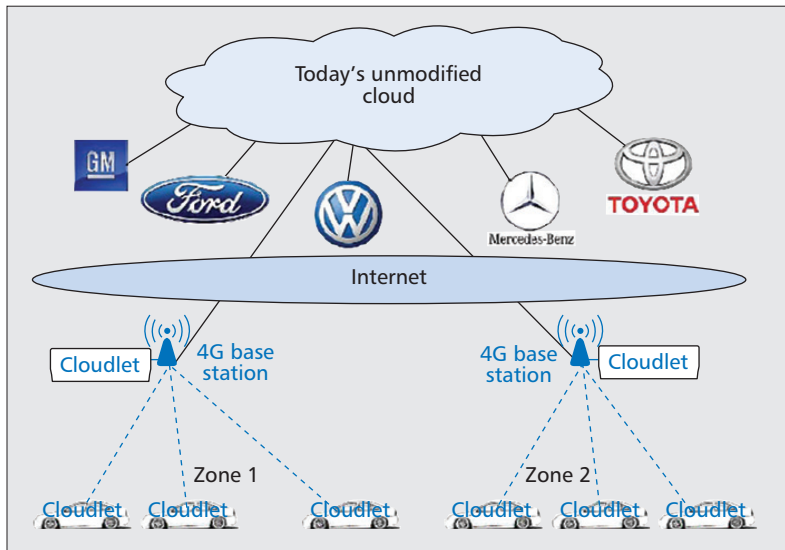 Today's unmodified
cloud
GM
Ford
VW
Mercedes-Benz
TOYOTA
Internet
Cloudlet
4G base
station
4G base
station
Cloudlet
Zone 1
Zone 2
Cloudlet
Cloudlet
Cloudlet
Cloudlet
Cloudlet
Cloudlet